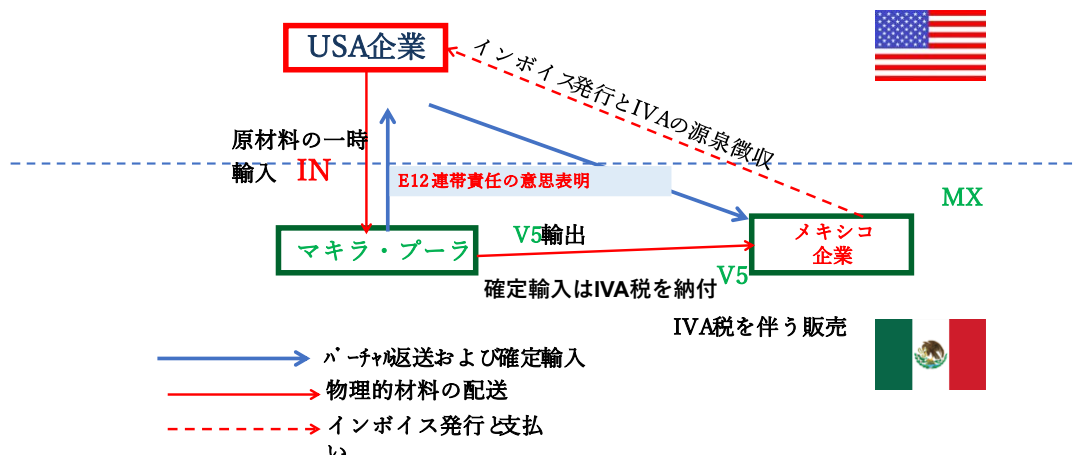 USA企業
インボイス発行とIVAの源泉徴収
原材料の一時
輸入 IN
E12連帯責任の意思表明
MX
マキラ・プーラ
V5輸出
メキシコ
企業
V5
確定輸入はIVA税を納付
IVA税を伴う販売
ﾊﾞｰﾁｬﾙ返送および確定輸入
物理的材料の配送
インボイス発行と支払
い